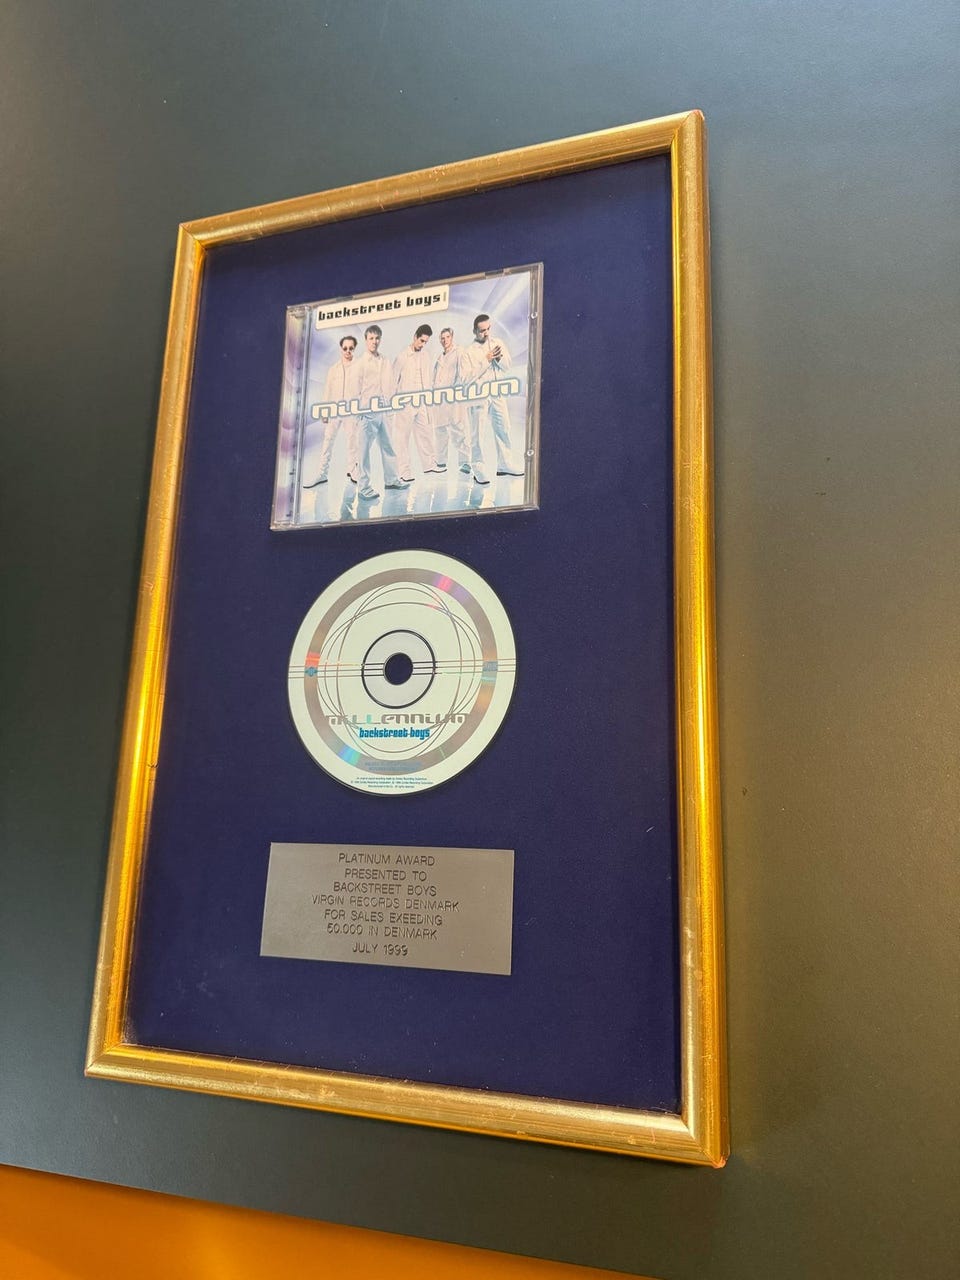 backstreet boys
MiLLENNiUM
MiLLENNiUM
backstreet boys
PLATINUM AWARD
PRESENTED TO
BACKSTREET BOYS
VIRGIN RECORDS DENMARK
FOR SALES EXEEDING
50.000 IN DENMARK
JULY 1999